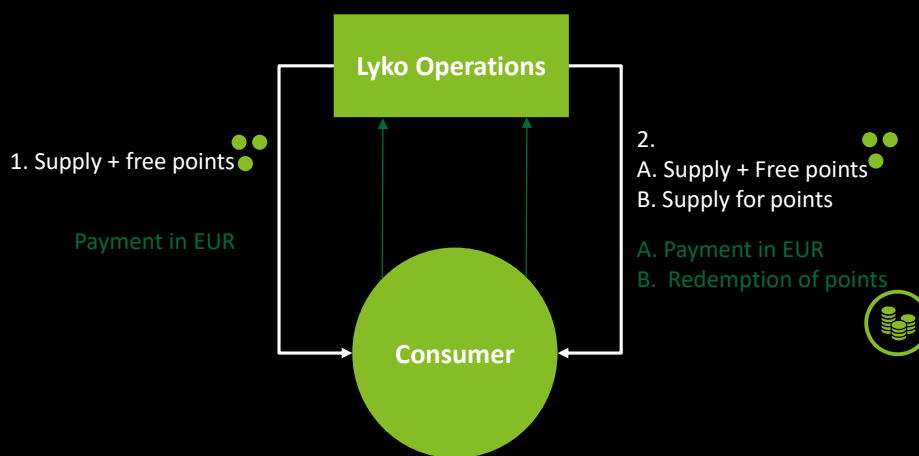 Lyko Operations
1. Supply + free points
Payment in EUR
2.
A. Supply + Free points
B. Supply for points
A. Payment in EUR
B. Redemption of points
Consumer